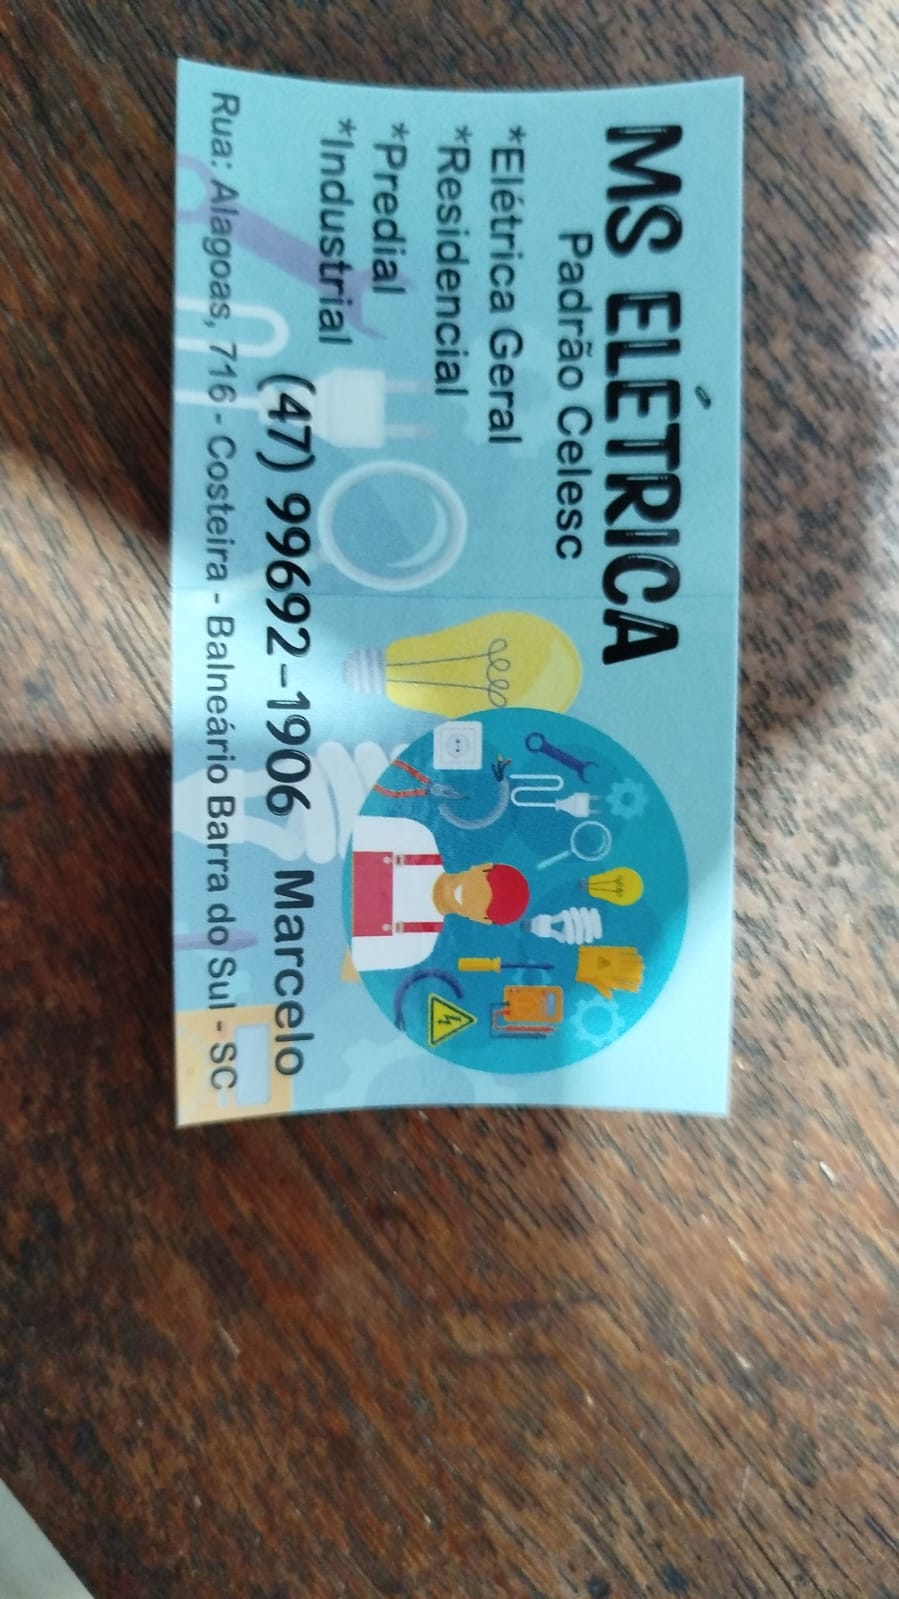 MS ELÉTRICA
Padrão Celesc
*Elétrica Geral
*Residencial
*Predial
*Industrial
(47) 99692-1906 Marcelo
Rua: Alagoas, 716 - Costeira - Balneário Barra do Sul - SC